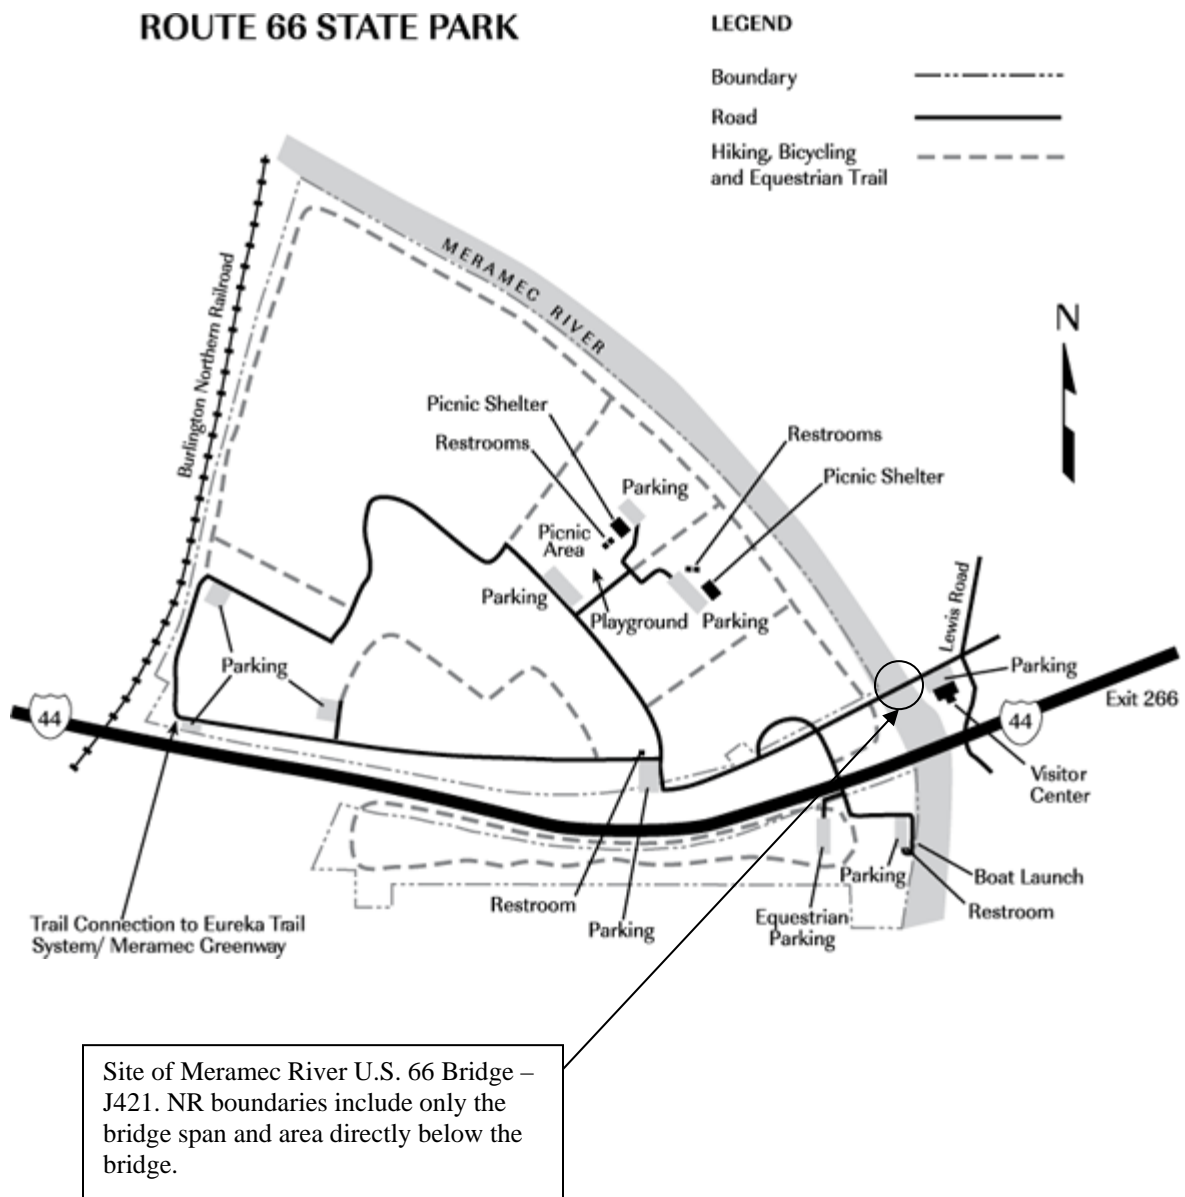 ROUTE 66 STATE PARK
LEGEND
Boundary
Road
Hiking, Bicycling
and Equestrian Trail
MERAMEC RIVER
Burlington Northern Railroad
N
Picnic Shelter
Restrooms
Parking
Restrooms
Picnic Shelter
Picnic
Area
Parking
Playground
Parking
Lewis Road
Parking
Parking
Exit 266
44
44
Visitor
Center
Parking
Boat Launch
Restroom
Restroom
Parking
Equestrian
Parking
Trail Connection to Eureka Trail
System/ Meramec Greenway
Site of Meramec River U.S. 66 Bridge –
J421. NR boundaries include only the
bridge span and area directly below the
bridge.